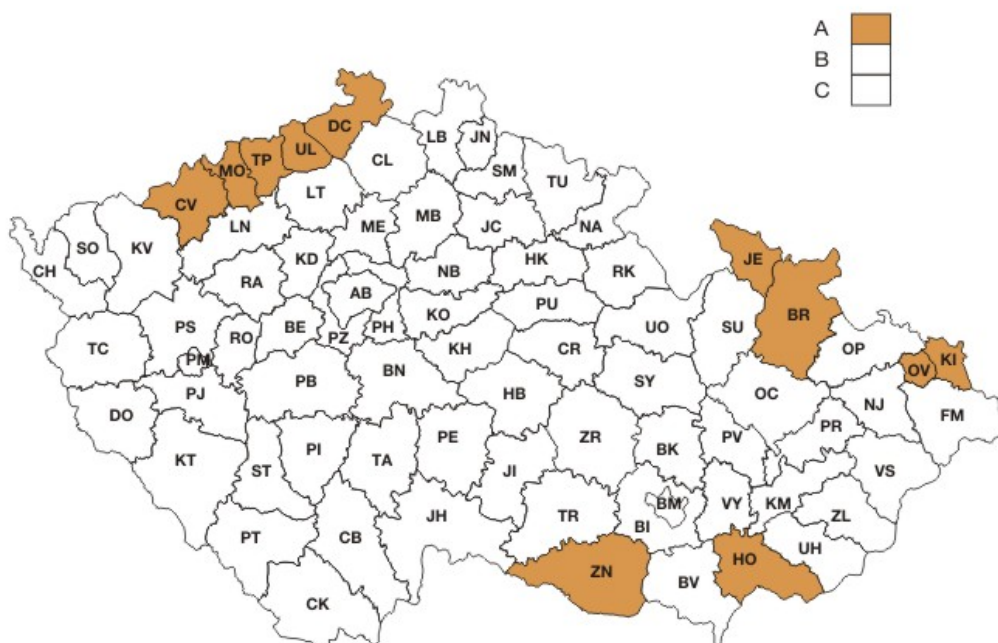 A
B
C
DC
LB
JN
UL
TP
MO
CL
SM
TU
CV
LT
ME
MB
JC
NA
LN
SO
KV
CH
KD
NB
HK
RK
JE
RA
AB
BR
KO
PU
PS
RO
BE
PZ
PH
UO
SU
TC
PM
KH
CR
OP
OV
KI
PB
BN
SY
PJ
HB
OC
NJ
FM
DO
KT
ST
PI
TA
PE
JI
ZR
BK
PV
PR
VS
BM
VY
KM
ZL
JH
TR
BI
PT
CB
UH
HO
ZN
BV
CK